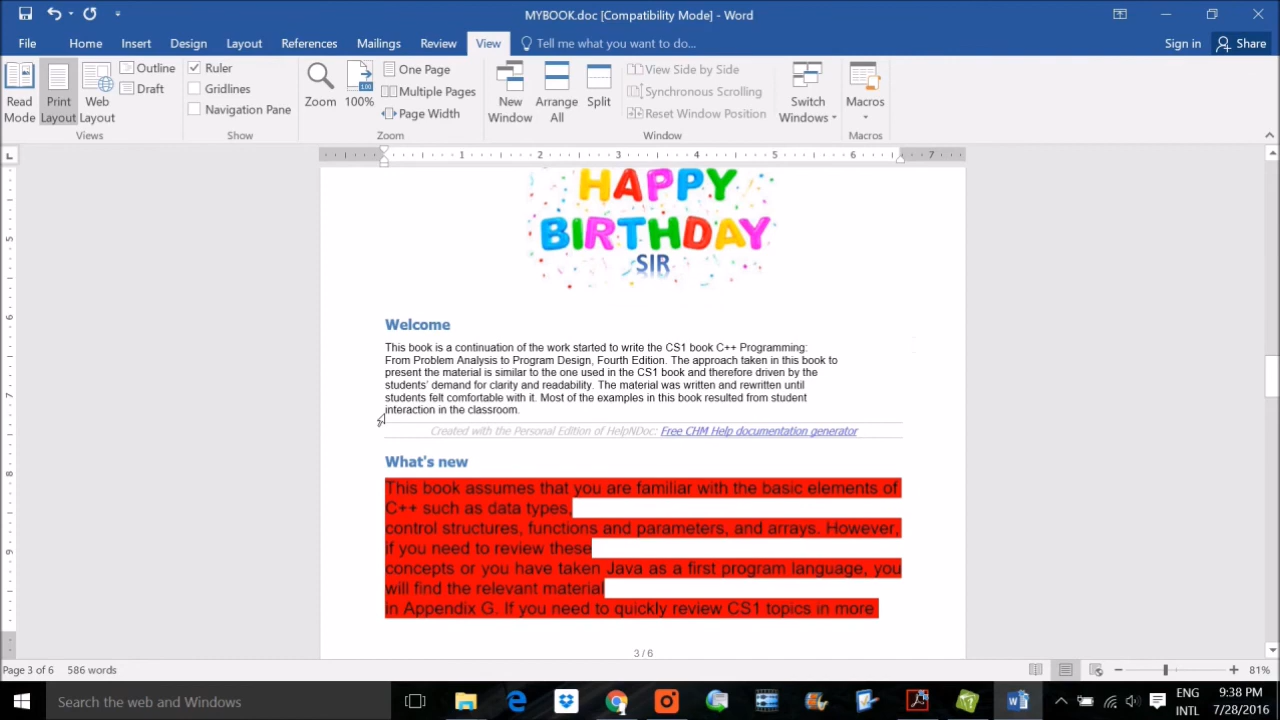 MYBOOK.doc [Compatibility Mode] - Word
File Home Insert Design Layout References Mailings Review View Tell me what you want to do... Sign in Share
Read Mode
Print Layout
Web Layout
Outline
Draft
Views
Ruler
Gridlines
Navigation Pane
Show
Zoom
100%
One Page
Multiple Pages
Page Width
Zoom
New Window
Arrange All
Split
View Side by Side
Synchronous Scrolling
Reset Window Position
Window
Switch Windows
Macros
Macros
1 2 3 4 5 6 7
5
6
7
8
9
HAPPY
BIRTHDAY
SIR
Welcome
This book is a continuation of the work started to write the CS1 book C++ Programming:
From Problem Analysis to Program Design, Fourth Edition. The approach taken in this book to
present the material is similar to the one used in the CS1 book and therefore driven by the
students’ demand for clarity and readability. The material was written and rewritten until
students felt comfortable with it. Most of the examples in this book resulted from student
interaction in the classroom.
Created with the Personal Edition of HelpNDoc: Free CHM Help documentation generator
What's new
This book assumes that you are familiar with the basic elements of
C++ such as data types,
control structures, functions and parameters, and arrays. However,
if you need to review these
concepts or you have taken Java as a first program language, you
will find the relevant material
in Appendix G. If you need to quickly review CS1 topics in more
3 / 6
Page 3 of 6 586 words 81%
Search the web and Windows
ENG
INTL
9:38 PM
7/28/2016